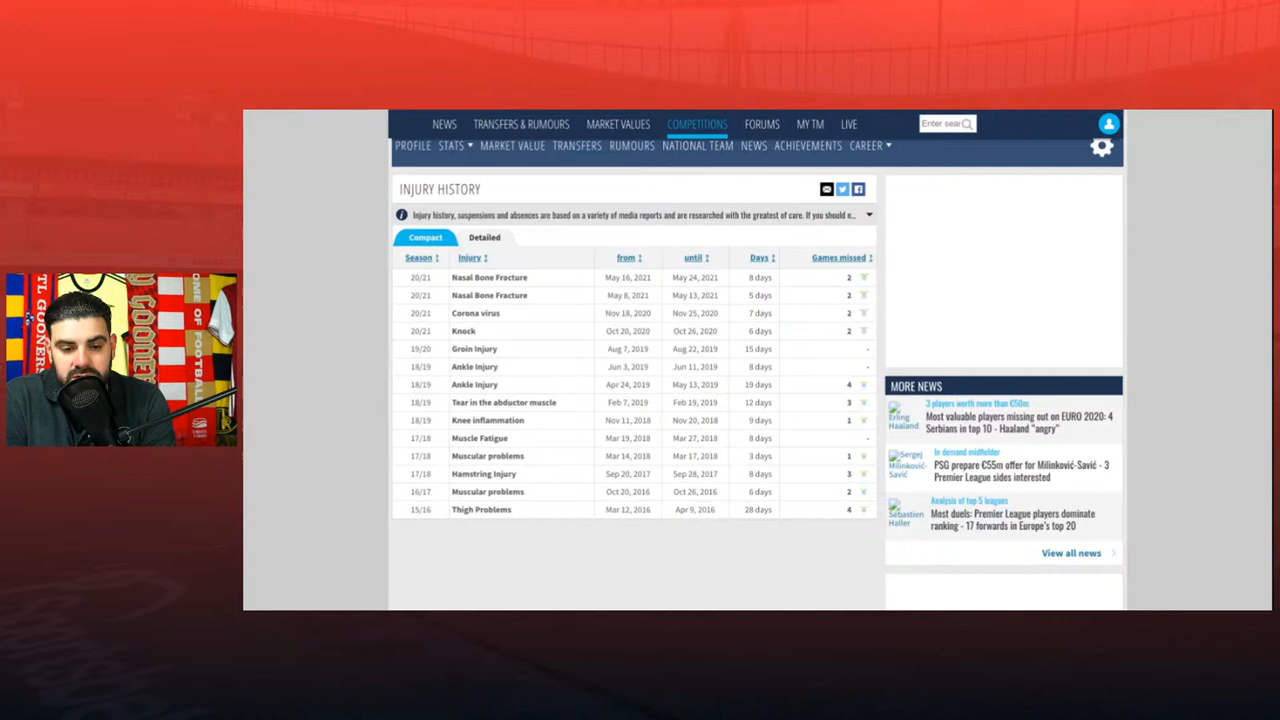 NEWS TRANSFERS & RUMOURS MARKET VALUES COMPETITIONS FORUMS MY TM LIVE Enter sear
PROFILE STATS MARKET VALUE TRANSFERS RUMOURS NATIONAL TEAM NEWS ACHIEVEMENTS CAREER
INJURY HISTORY
Injury history, suspensions and absences are based on a variety of media reports and are researched with the greatest of care. If you should n...
Compact Detailed
Season Injury from until Days Games missed
20/21 Nasal Bone Fracture May 16, 2021 May 24, 2021 8 days 2
20/21 Nasal Bone Fracture May 8, 2021 May 13, 2021 5 days 2
20/21 Corona virus Nov 18, 2020 Nov 25, 2020 7 days 2
20/21 Knock Oct 20, 2020 Oct 26, 2020 6 days 2
19/20 Groin Injury Aug 7, 2019 Aug 22, 2019 15 days -
18/19 Ankle Injury Jun 3, 2019 Jun 11, 2019 8 days -
18/19 Ankle Injury Apr 24, 2019 May 13, 2019 19 days 4
18/19 Tear in the abductor muscle Feb 7, 2019 Feb 19, 2019 12 days 3
18/19 Knee inflammation Nov 11, 2018 Nov 20, 2018 9 days 1
17/18 Muscle Fatigue Mar 19, 2018 Mar 27, 2018 8 days -
17/18 Muscular problems Mar 14, 2018 Mar 17, 2018 3 days 1
17/18 Hamstring Injury Sep 20, 2017 Sep 28, 2017 8 days 3
16/17 Muscular problems Oct 20, 2016 Oct 26, 2016 6 days 2
15/16 Thigh Problems Mar 12, 2016 Apr 9, 2016 28 days 4
MORE NEWS
Erling
Haaland
3 players worth more than €50m
Most valuable players missing out on EURO 2020: 4
Serbians in top 10 - Haaland "angry"
Sergej
Milinković-
Savić
In demand midfielder
PSG prepare €55m offer for Milinković-Savić - 3
Premier League sides interested
Sébastien
Haller
Analysis of top 5 leagues
Most duels: Premier League players dominate
ranking - 17 forwards in Europe's top 20
View all news
TL GOONERS
GOONER
OME OF FOOTBALL